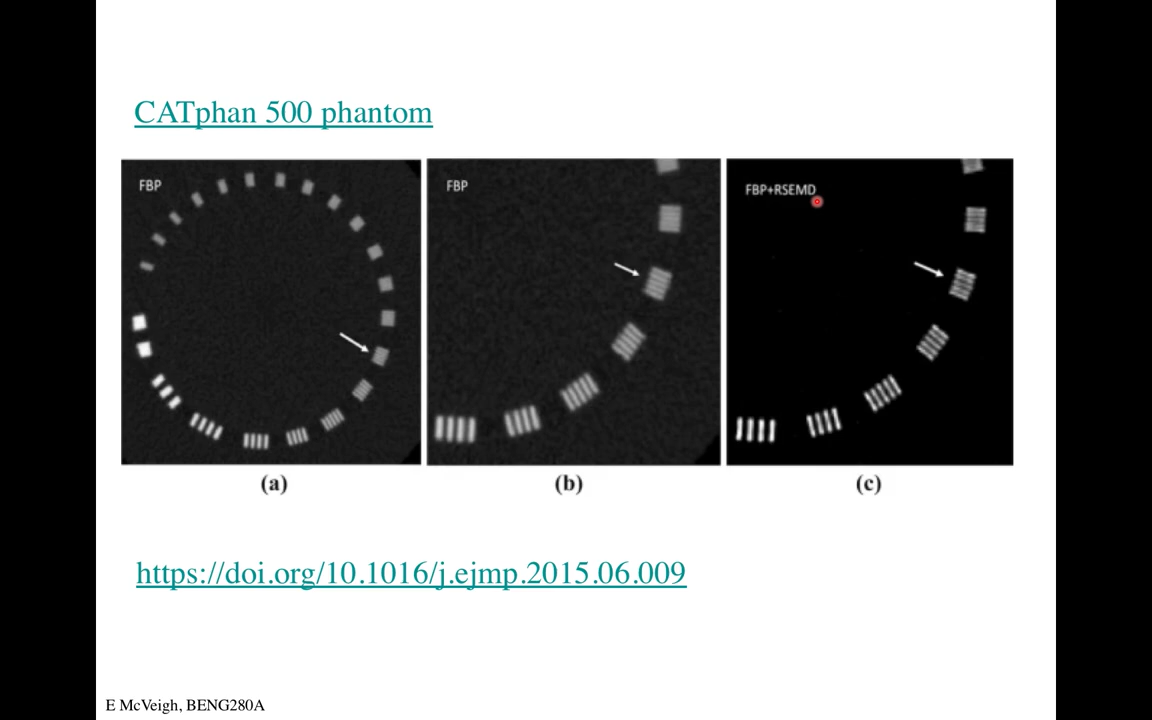 CATphan 500 phantom
FBP
FBP
FBP+RSEMD
(a)
(b)
(c)
https://doi.org/10.1016/j.ejmp.2015.06.009
E McVeigh, BENG280A